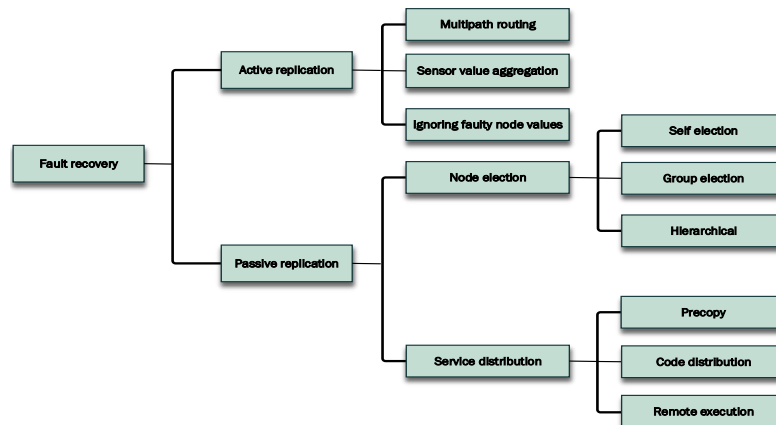 Fault recovery
Active replication
Multipath routing
Sensor value aggregation
Ignoring faulty node values
Passive replication
Node election
Self election
Group election
Hierarchical
Service distribution
Precopy
Code distribution
Remote execution